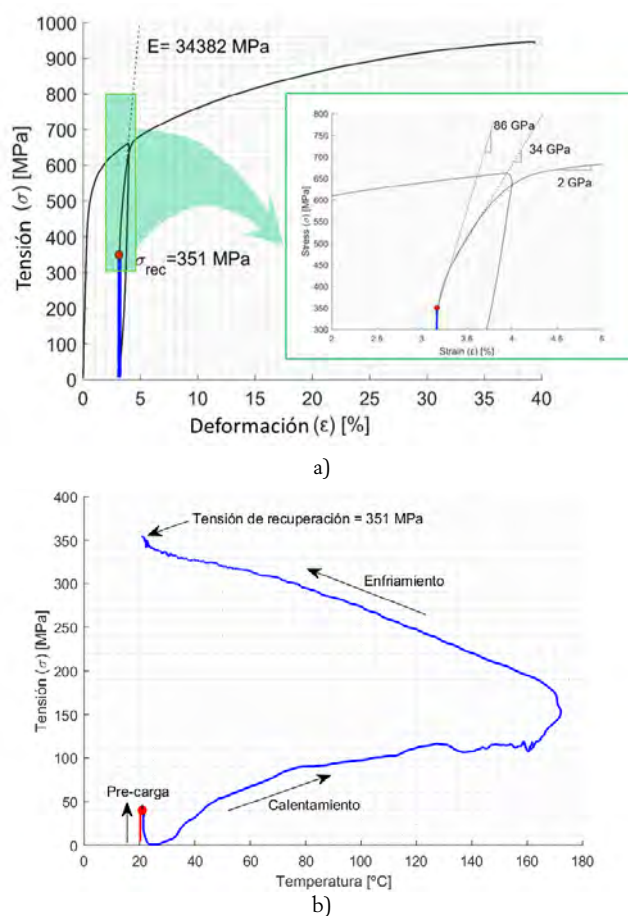 1000
900
800
700
600
500
400
300
200
100
0
Tensión (σ) [MPa]
E= 34382 MPa
σrec =351 MPa
0 5 10 15 20 25 30 35 40
Deformación (ε) [%]
800
750
700
650
600
550
500
450
400
350
300
Stress (σ) [MPa]
86 GPa
34 GPa
2 GPa
2 2.5 3 3.5 4 4.5 5
Strain (ε) [%]
a)
400
350
300
250
200
150
100
50
0
Tensión (σ) [MPa]
Tensión de recuperación = 351 MPa
Enfriamiento
Pre-carga
Calentamiento
0 20 40 60 80 100 120 140 160 180
Temperatura [ºC]
b)